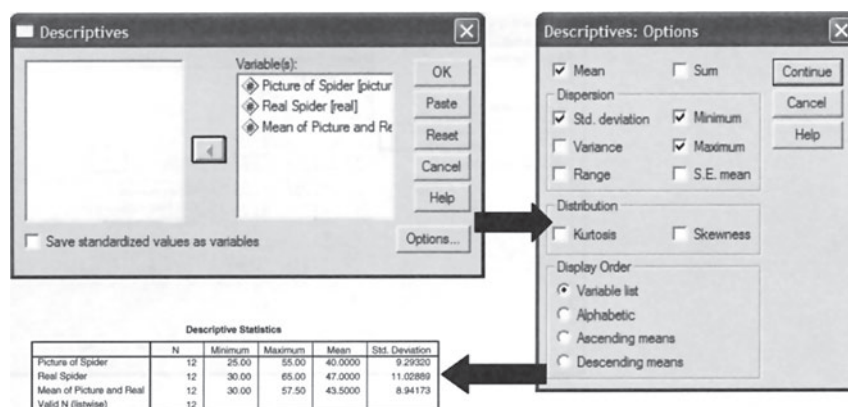 Descriptives
Variable(s):
Picture of Spider [pictur
Real Spider [real]
Mean of Picture and Re
OK
Paste
Reset
Cancel
Help
Options...
Save standardized values as variables
Descriptives: Options
Mean
Sum
Continue
Cancel
Help
Dispersion
Std. deviation
Minimum
Variance
Maximum
Range
S.E. mean
Distribution
Kurtosis
Skewness
Display Order
Variable list
Alphabetic
Ascending means
Descending means
Descriptive Statistics
N Minimum Maximum Mean Std. Deviation
Picture of Spider 12 25.00 55.00 40.0000 9.29320
Real Spider 12 30.00 65.00 47.0000 11.02889
Mean of Picture and Real 12 30.00 57.50 43.5000 8.94173
Valid N (listwise) 12